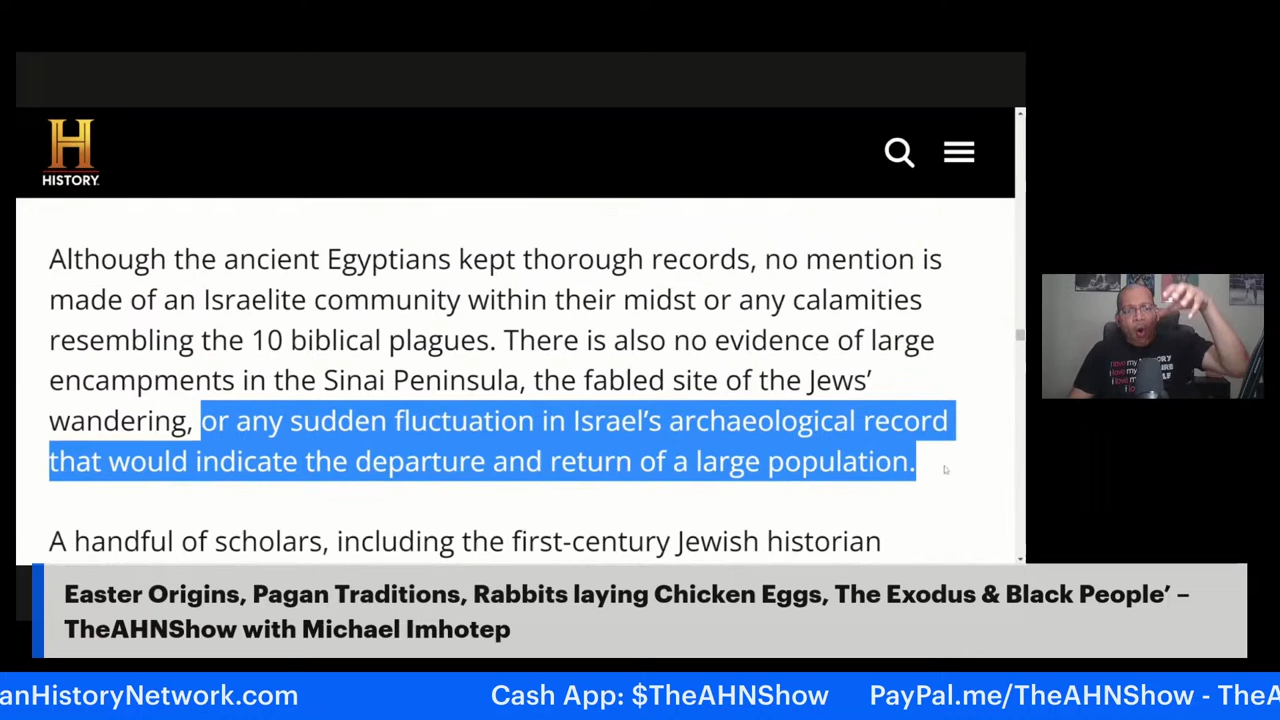 HISTORY
Although the ancient Egyptians kept thorough records, no mention is
made of an Israelite community within their midst or any calamities
resembling the 10 biblical plagues. There is also no evidence of large
encampments in the Sinai Peninsula, the fabled site of the Jews’
wandering, or any sudden fluctuation in Israel’s archaeological record
that would indicate the departure and return of a large population.
A handful of scholars, including the first-century Jewish historian
Easter Origins, Pagan Traditions, Rabbits laying Chicken Eggs, The Exodus & Black People’ –
TheAHNShow with Michael Imhotep
anHistoryNetwork.com Cash App: $TheAHNShow PayPal.me/TheAHNShow - TheA